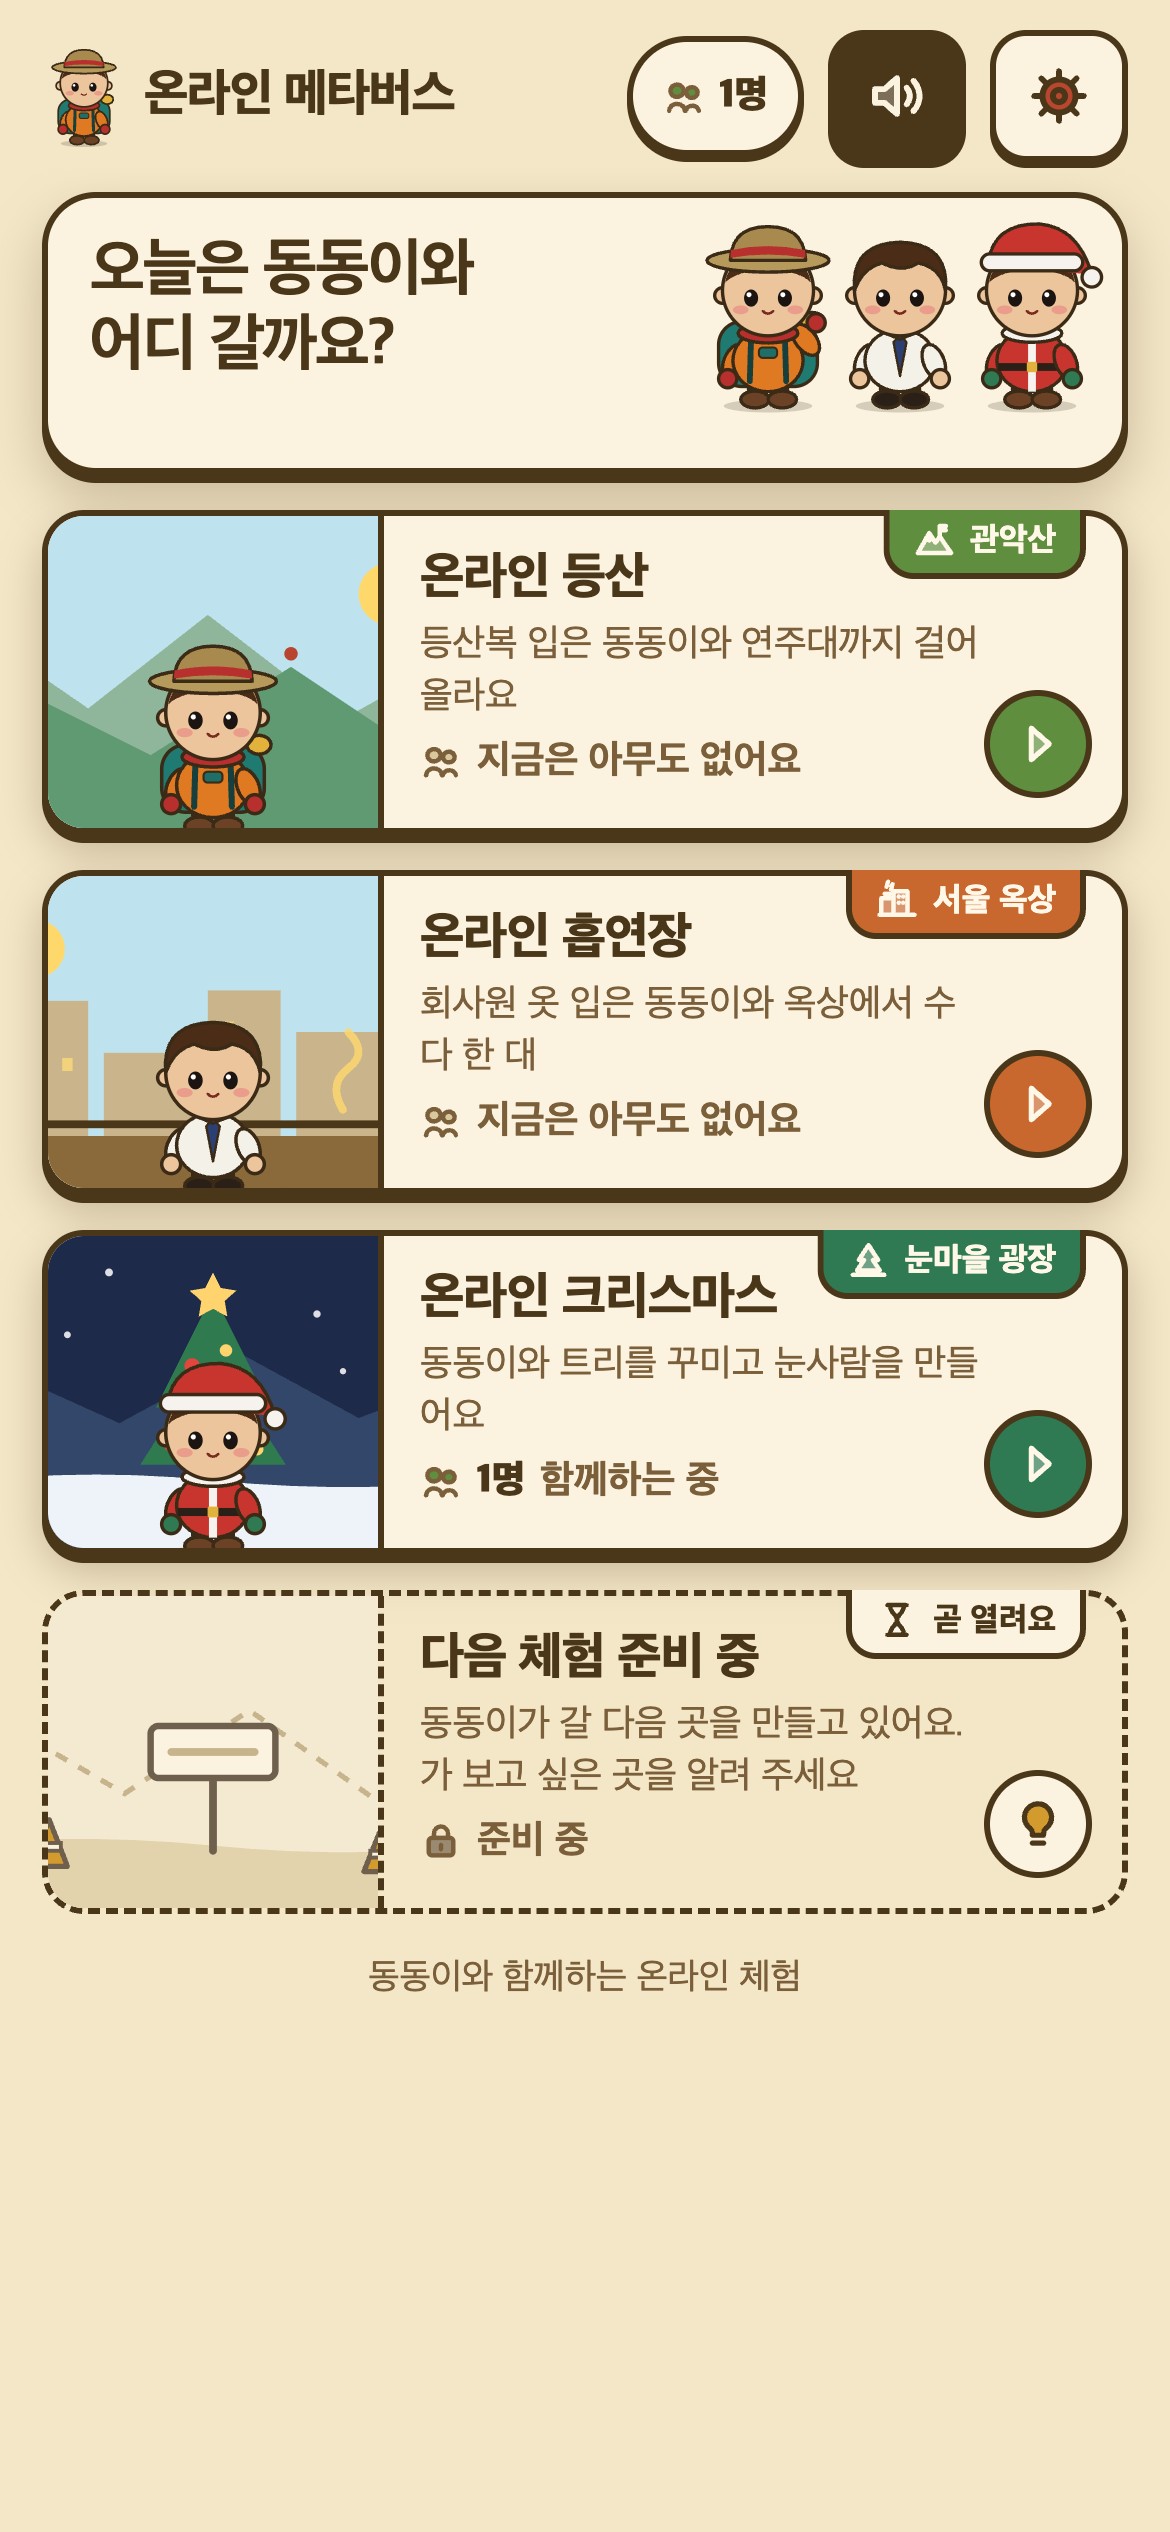 온라인 메타버스
1명
오늘은 동동이와
어디 갈까요?
관악산
온라인 등산
등산복 입은 동동이와 연주대까지 걸어
올라요
지금은 아무도 없어요
서울 옥상
온라인 흡연장
회사원 옷 입은 동동이와 옥상에서 수
다 한 대
지금은 아무도 없어요
눈마을 광장
온라인 크리스마스
동동이와 트리를 꾸미고 눈사람을 만들
어요
1명 함께하는 중
곧 열려요
다음 체험 준비 중
동동이가 갈 다음 곳을 만들고 있어요.
가 보고 싶은 곳을 알려 주세요
준비 중
동동이와 함께하는 온라인 체험